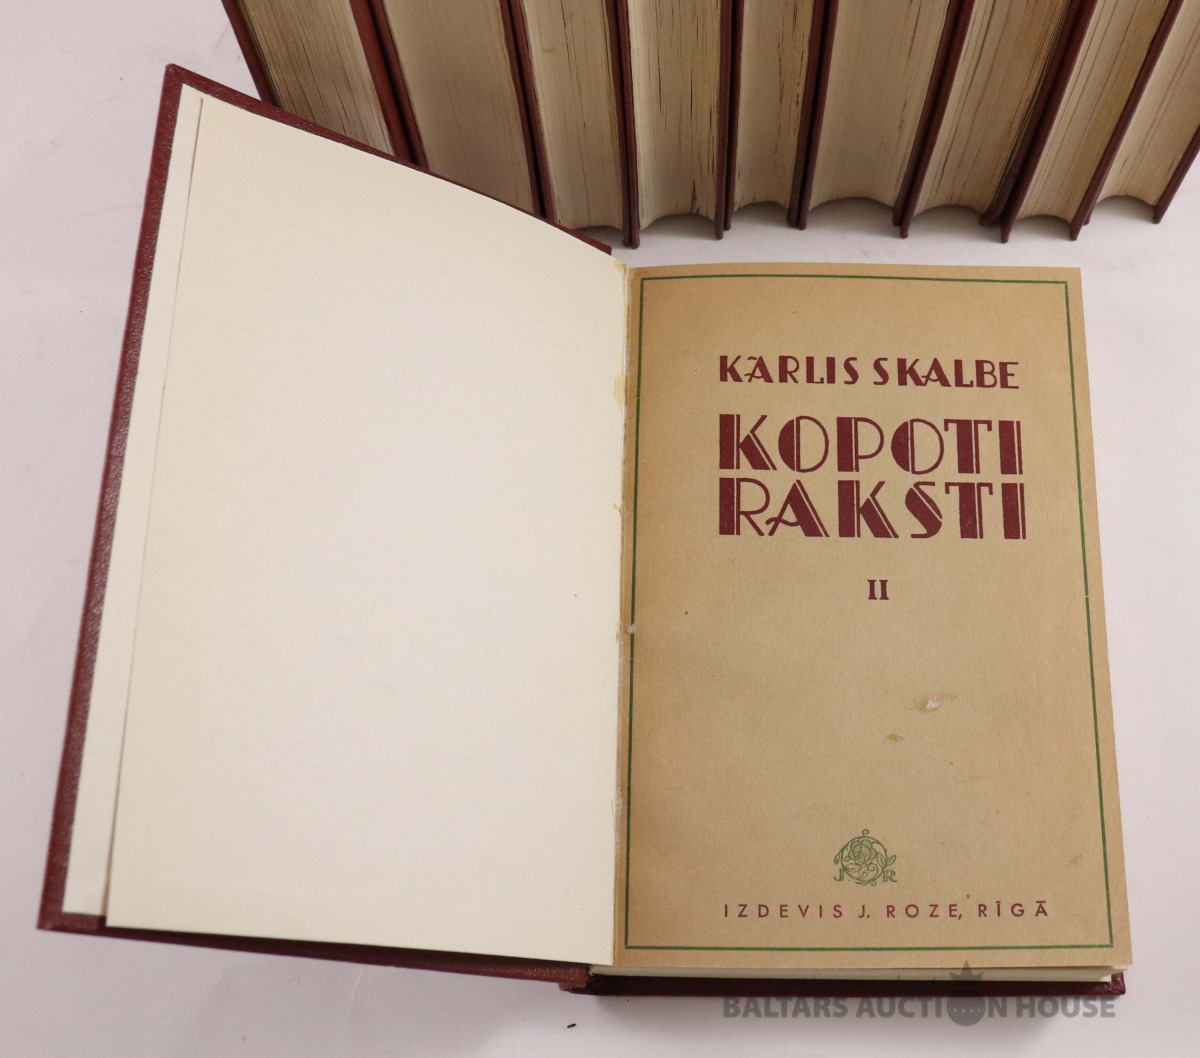 KĀRLIS SKALBE
KOPOTI
RAKSTI
II
J R
IZDEVIS J. ROZE, RĪGĀ
BALTARS AUCTION HOUSE